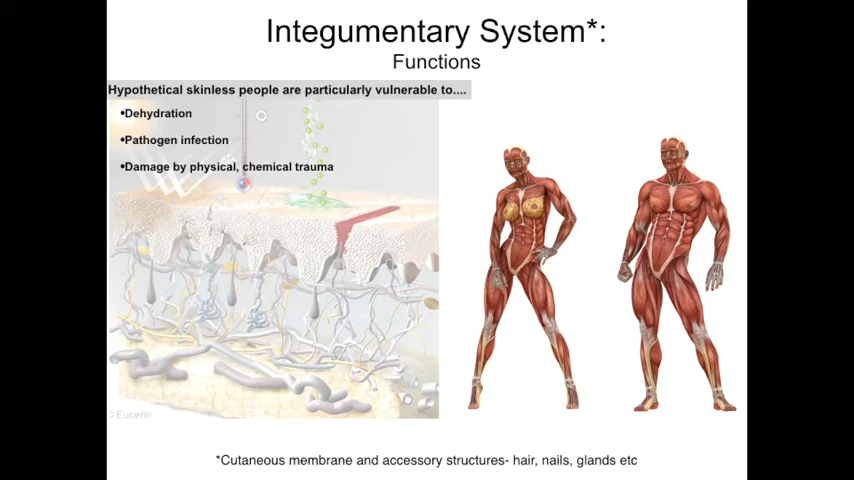 Integumentary System*:
Functions
Hypothetical skinless people are particularly vulnerable to....
•Dehydration
•Pathogen infection
•Damage by physical, chemical trauma
Eucerin
*Cutaneous membrane and accessory structures- hair, nails, glands etc